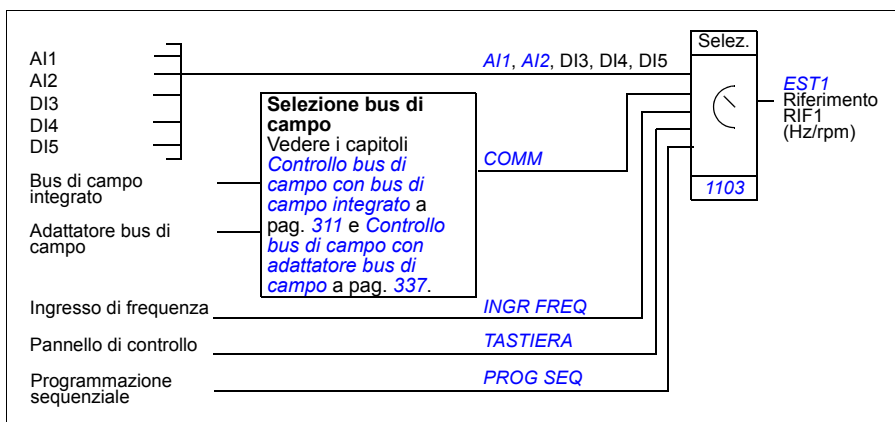 AI1
AI2
DI3
DI4
DI5
Bus di campo
integrato
Adattatore bus di
campo
Ingresso di frequenza
Pannello di controllo
Programmazione
sequenziale
Selezione bus di
campo
Vedere i capitoli
Controllo bus di
campo con bus di
campo integrato a
pag. 311 e Controllo
bus di campo con
adattatore bus di
campo a pag. 337.
AI1, AI2, DI3, DI4, DI5
COMM
INGR FREQ
TASTIERA
PROG SEQ
Selez.
1103
EST1
Riferimento
RIF1
(Hz/rpm)